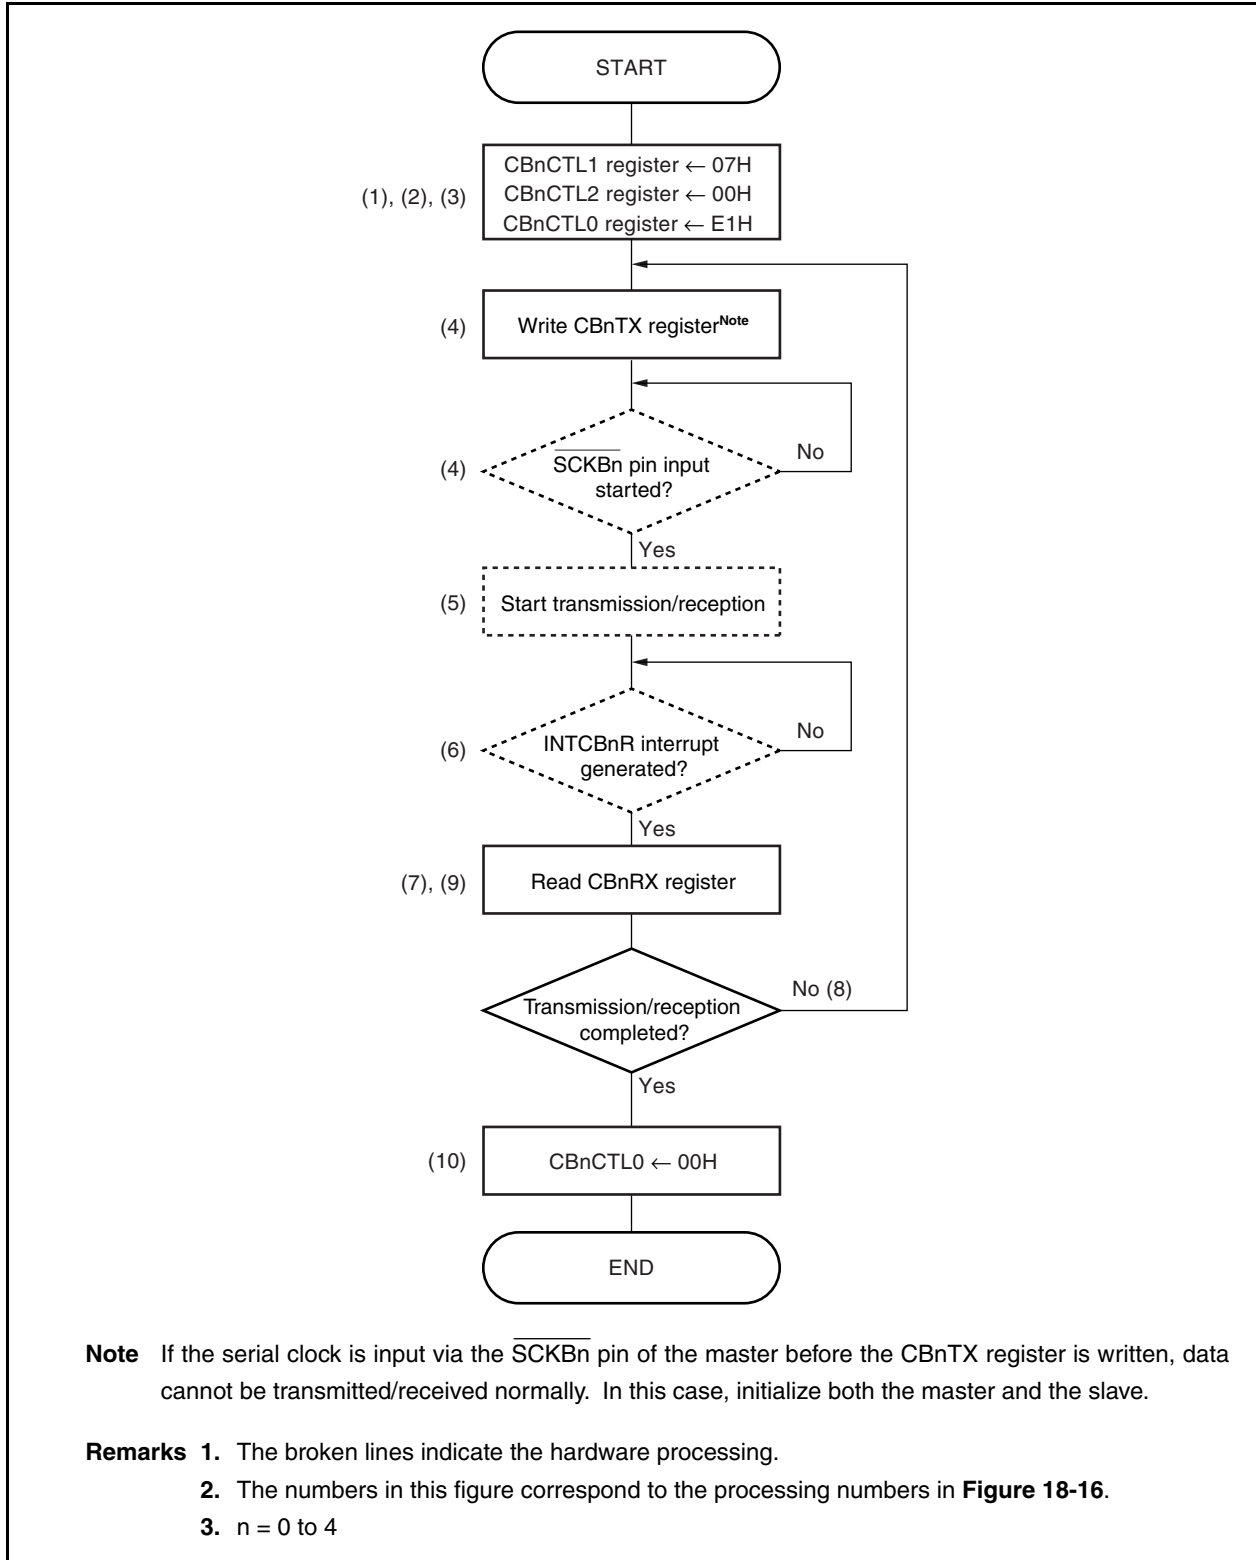 START
CBnCTL1 register ← 07H
CBnCTL2 register ← 00H
(1), (2), (3)
CBnCTL0 register ← E1H
(4)
Write CBnTX registerNote
No
(4)
SCKBn pin input
started?
Yes
(5)
Start transmission/reception
No
(6)
INTCBnR interrupt
generated?
Yes
(7), (9)
Read CBnRX register
No (8)
Transmission/reception
completed?
Yes
(10)
CBnCTL0 ← 00H
END
Note If the serial clock is input via the SCKBn pin of the master before the CBnTX register is written, data
cannot be transmitted/received normally. In this case, initialize both the master and the slave.
Remarks 1. The broken lines indicate the hardware processing.
2. The numbers in this figure correspond to the processing numbers in Figure 18-16.
3. n = 0 to 4